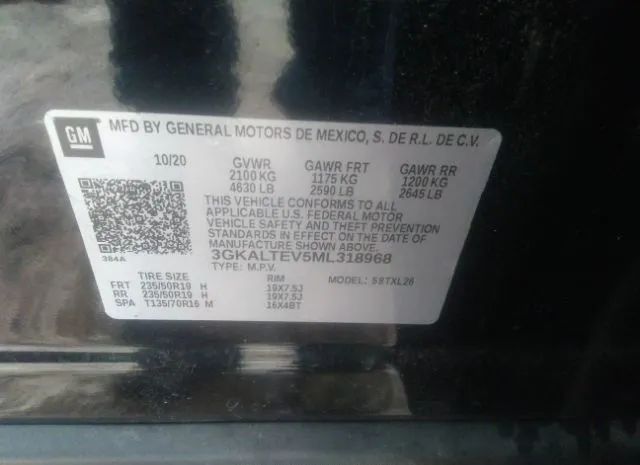 GM
MFD BY GENERAL MOTORS DE MEXICO, S. DE R.L. DE C.V.
10/20 GVWR GAWR FRT GAWR RR
2100 KG 1175 KG 1200 KG
4630 LB 2590 LB 2645 LB
THIS VEHICLE CONFORMS TO ALL
APPLICABLE U.S. FEDERAL MOTOR
VEHICLE SAFETY AND THEFT PREVENTION
STANDARDS IN EFFECT ON THE DATE OF
MANUFACTURE SHOWN ABOVE.
384A 3GKALTEV5ML318968
TYPE: M.P.V. 58TXL26
TIRE SIZE RIM
FRT 235/50R19 H 19X7.5J
RR 235/50R19 H 19X7.5J
SPA T135/70R16 M 16X4BT